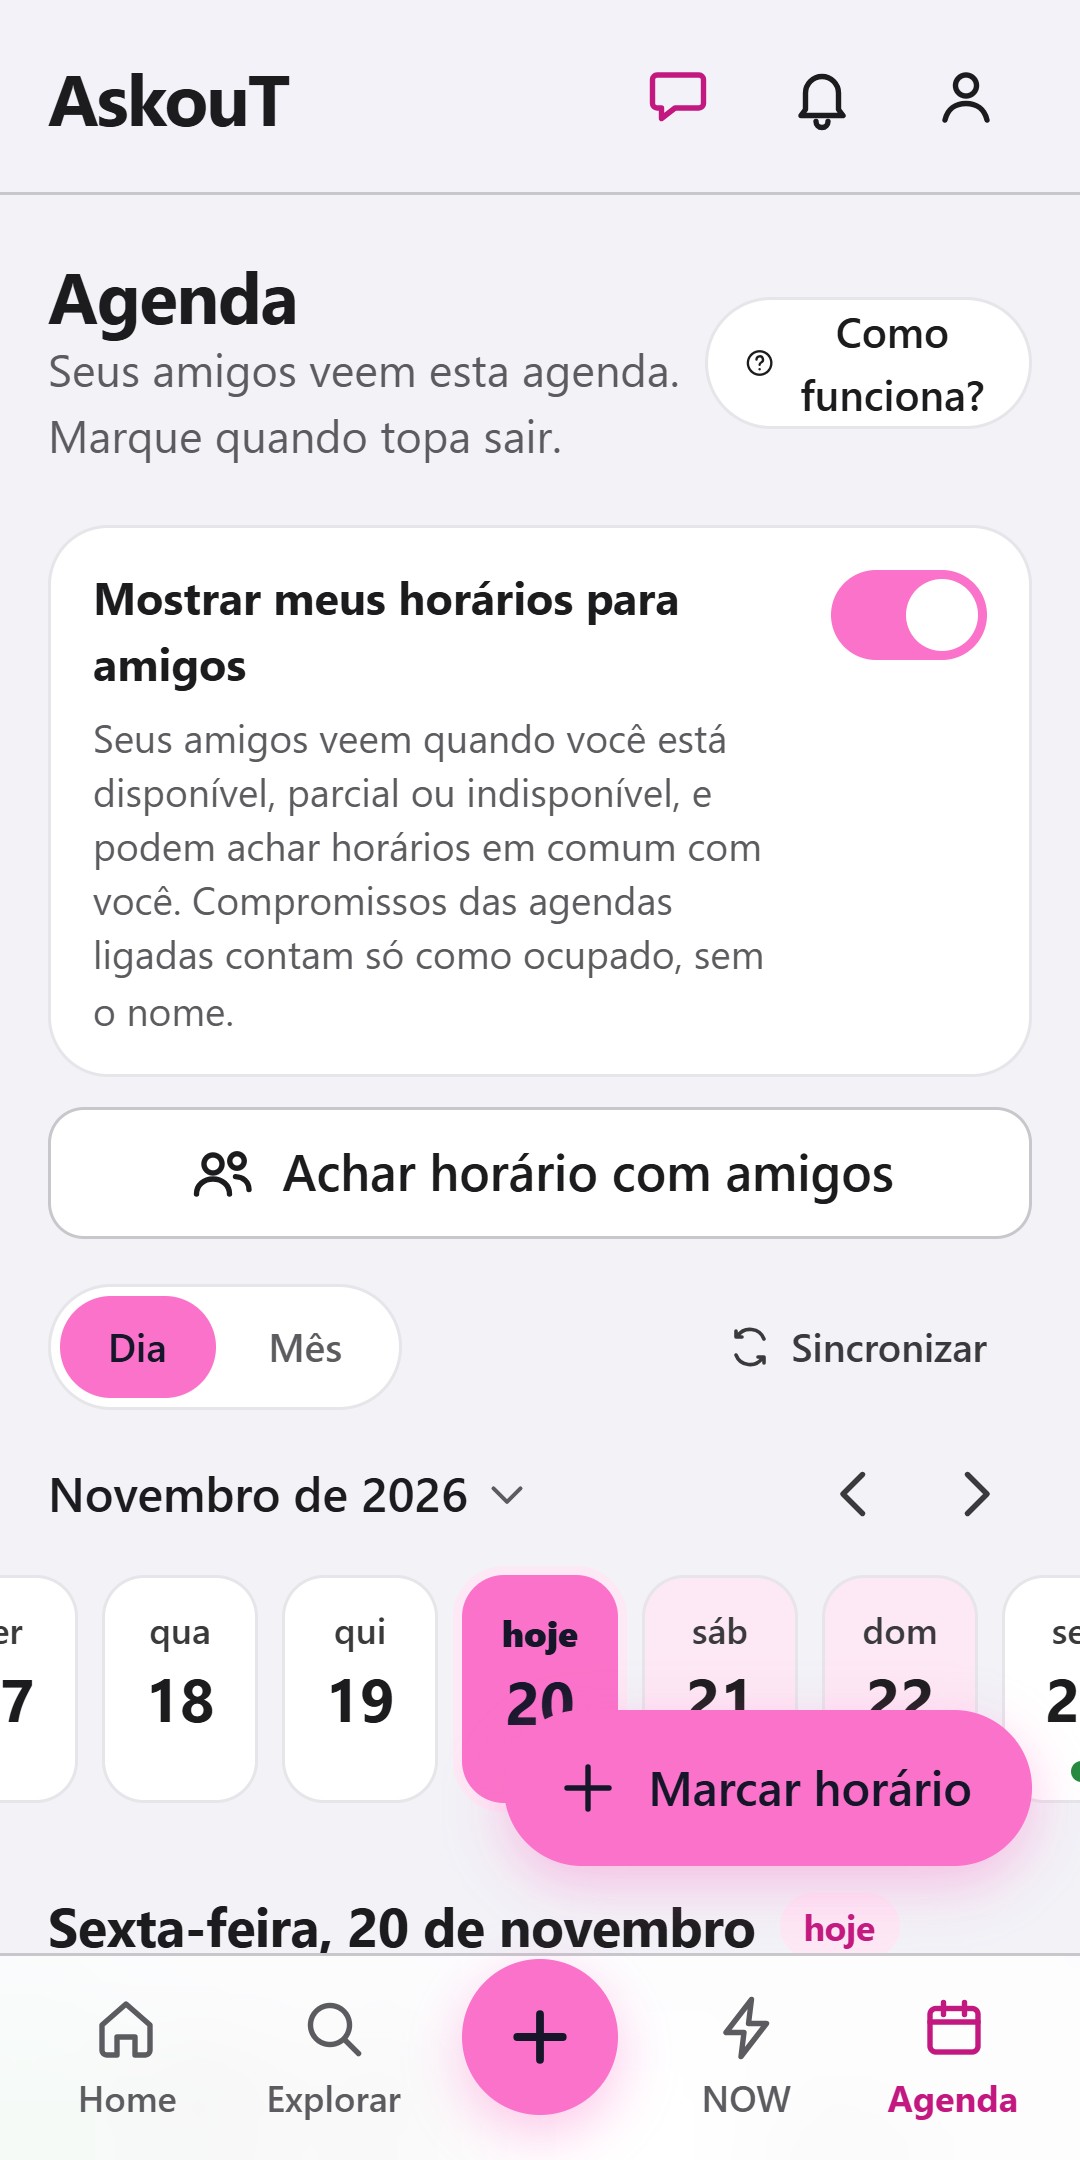 AskouT
Agenda
Seus amigos veem esta agenda.
Marque quando topa sair.
Como
funciona?
Mostrar meus horários para
amigos
Seus amigos veem quando você está
disponível, parcial ou indisponível, e
podem achar horários em comum com
você. Compromissos das agendas
ligadas contam só como ocupado, sem
o nome.
Achar horário com amigos
Dia
Mês
Sincronizar
Novembro de 2026
qua
18
qui
19
hoje
20
sáb
21
dom
22
Marcar horário
Sexta-feira, 20 de novembro
hoje
Home
Explorar
NOW
Agenda